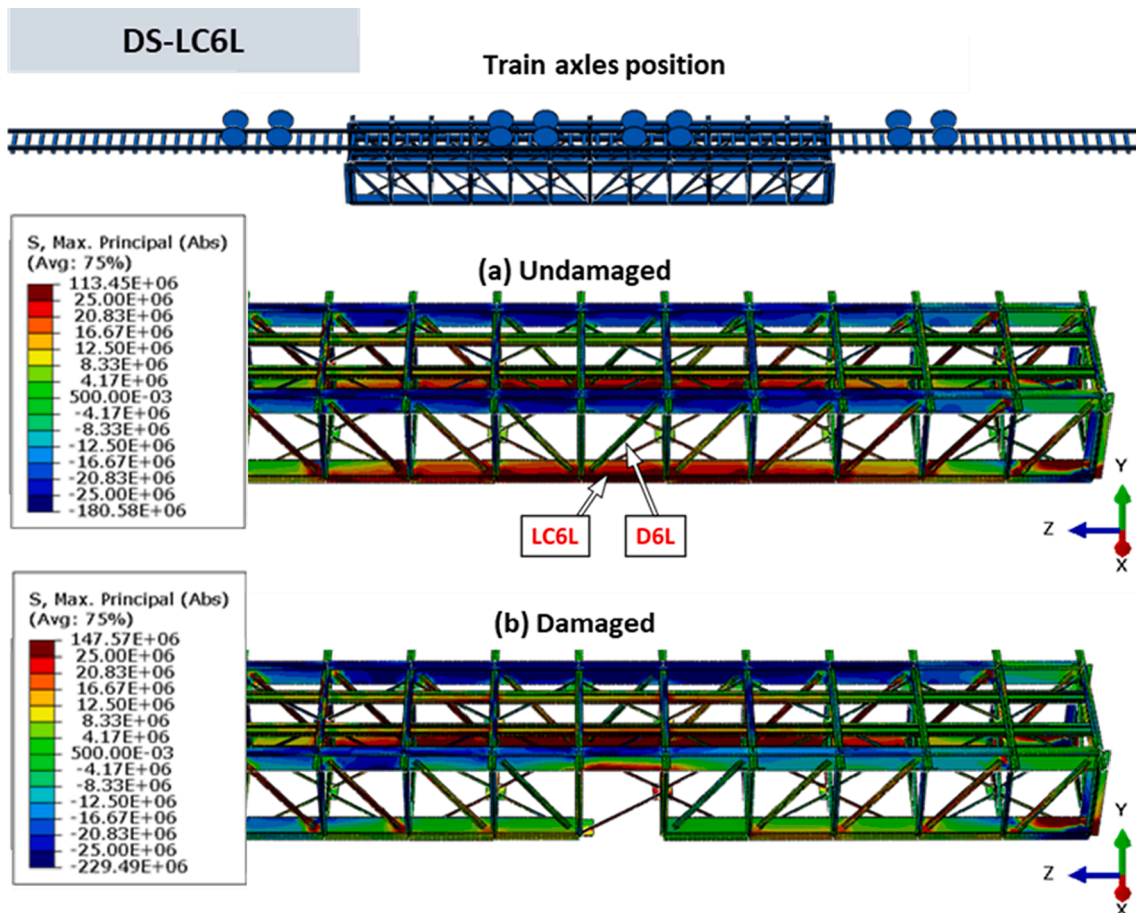 DS-LC6L
Train axles position
S, Max. Principal (Abs)
(Avg: 75%)
113.45E+06
25.00E+06
20.83E+06
16.67E+06
12.50E+06
8.33E+06
4.17E+06
500.00E-03
-4.17E+06
-8.33E+06
-12.50E+06
-16.67E+06
-20.83E+06
-25.00E+06
-180.58E+06
(a) Undamaged
LC6L
D6L
Y
Z
X
S, Max. Principal (Abs)
(Avg: 75%)
147.57E+06
25.00E+06
20.83E+06
16.67E+06
12.50E+06
8.33E+06
4.17E+06
500.00E-03
-4.17E+06
-8.33E+06
-12.50E+06
-16.67E+06
-20.83E+06
-25.00E+06
-229.49E+06
(b) Damaged
Y
Z
X